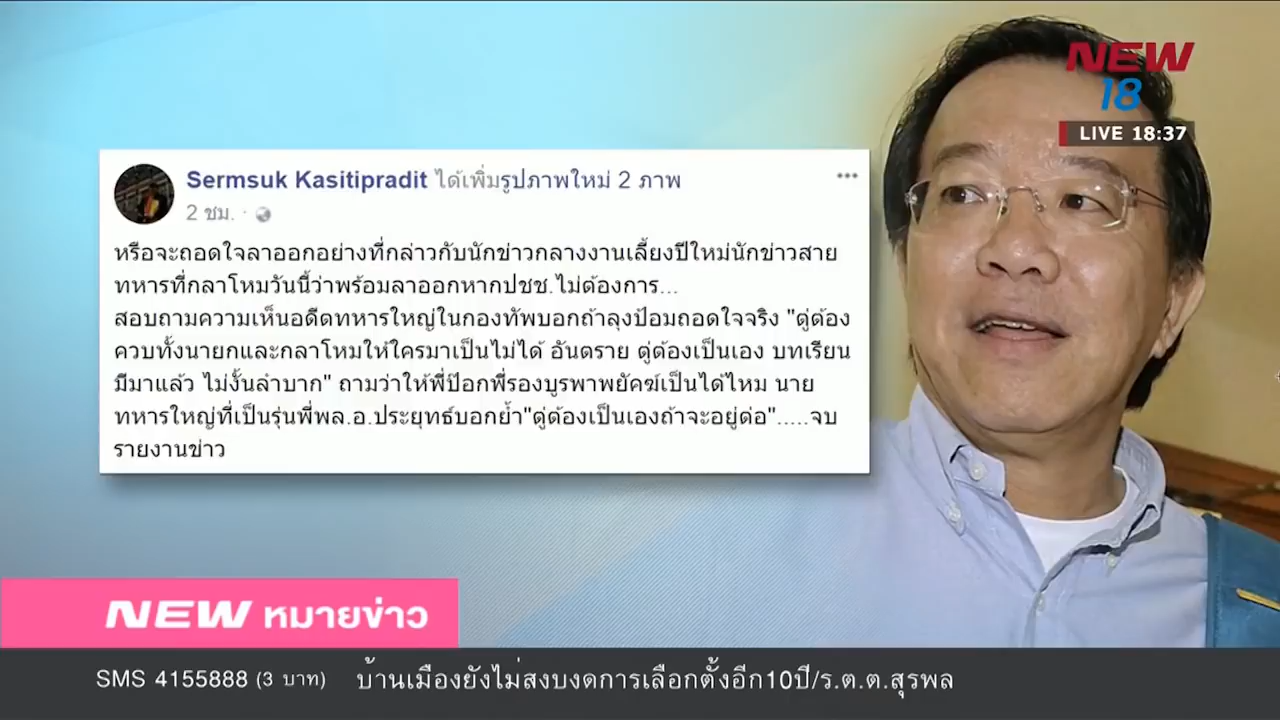 NEW
18
LIVE 18:37
Sermsuk Kasitipradit ได้เพิ่มรูปภาพใหม่ 2 ภาพ
2 ชม. ·
หรือจะถอดใจลาออกอย่างที่กล่าวกับนักข่าวกลางงานเลี้ยงปีใหม่นักข่าวสาย
ทหารที่กลาโหมวันนี้ว่าพร้อมลาออกหากปชช.ไม่ต้องการ...
สอบถามความเห็นอดีตทหารใหญ่ในกองทัพบอกถ้าลุงป้อมถอดใจจริง "ตู่ต้อง
ควบทั้งนายกและกลาโหมให้ใครมาเป็นไม่ได้ อันตราย ตู่ต้องเป็นเอง บทเรียน
มีมาแล้ว ไม่งั้นลำบาก" ถามว่าให้พี่ป๊อกพี่รองบูรพาพยัคฆ์เป็นได้ไหม นาย
ทหารใหญ่ที่เป็นรุ่นพี่พล.อ.ประยุทธ์บอกย้ำ"ตู่ต้องเป็นเองถ้าจะอยู่ต่อ".....จบ
รายงานข่าว
NEW หมายข่าว
SMS 4155888 (3 บาท) บ้านเมืองยังไม่สงบงดการเลือกตั้งอีก10ปี/ร.ต.ต.สุรพล